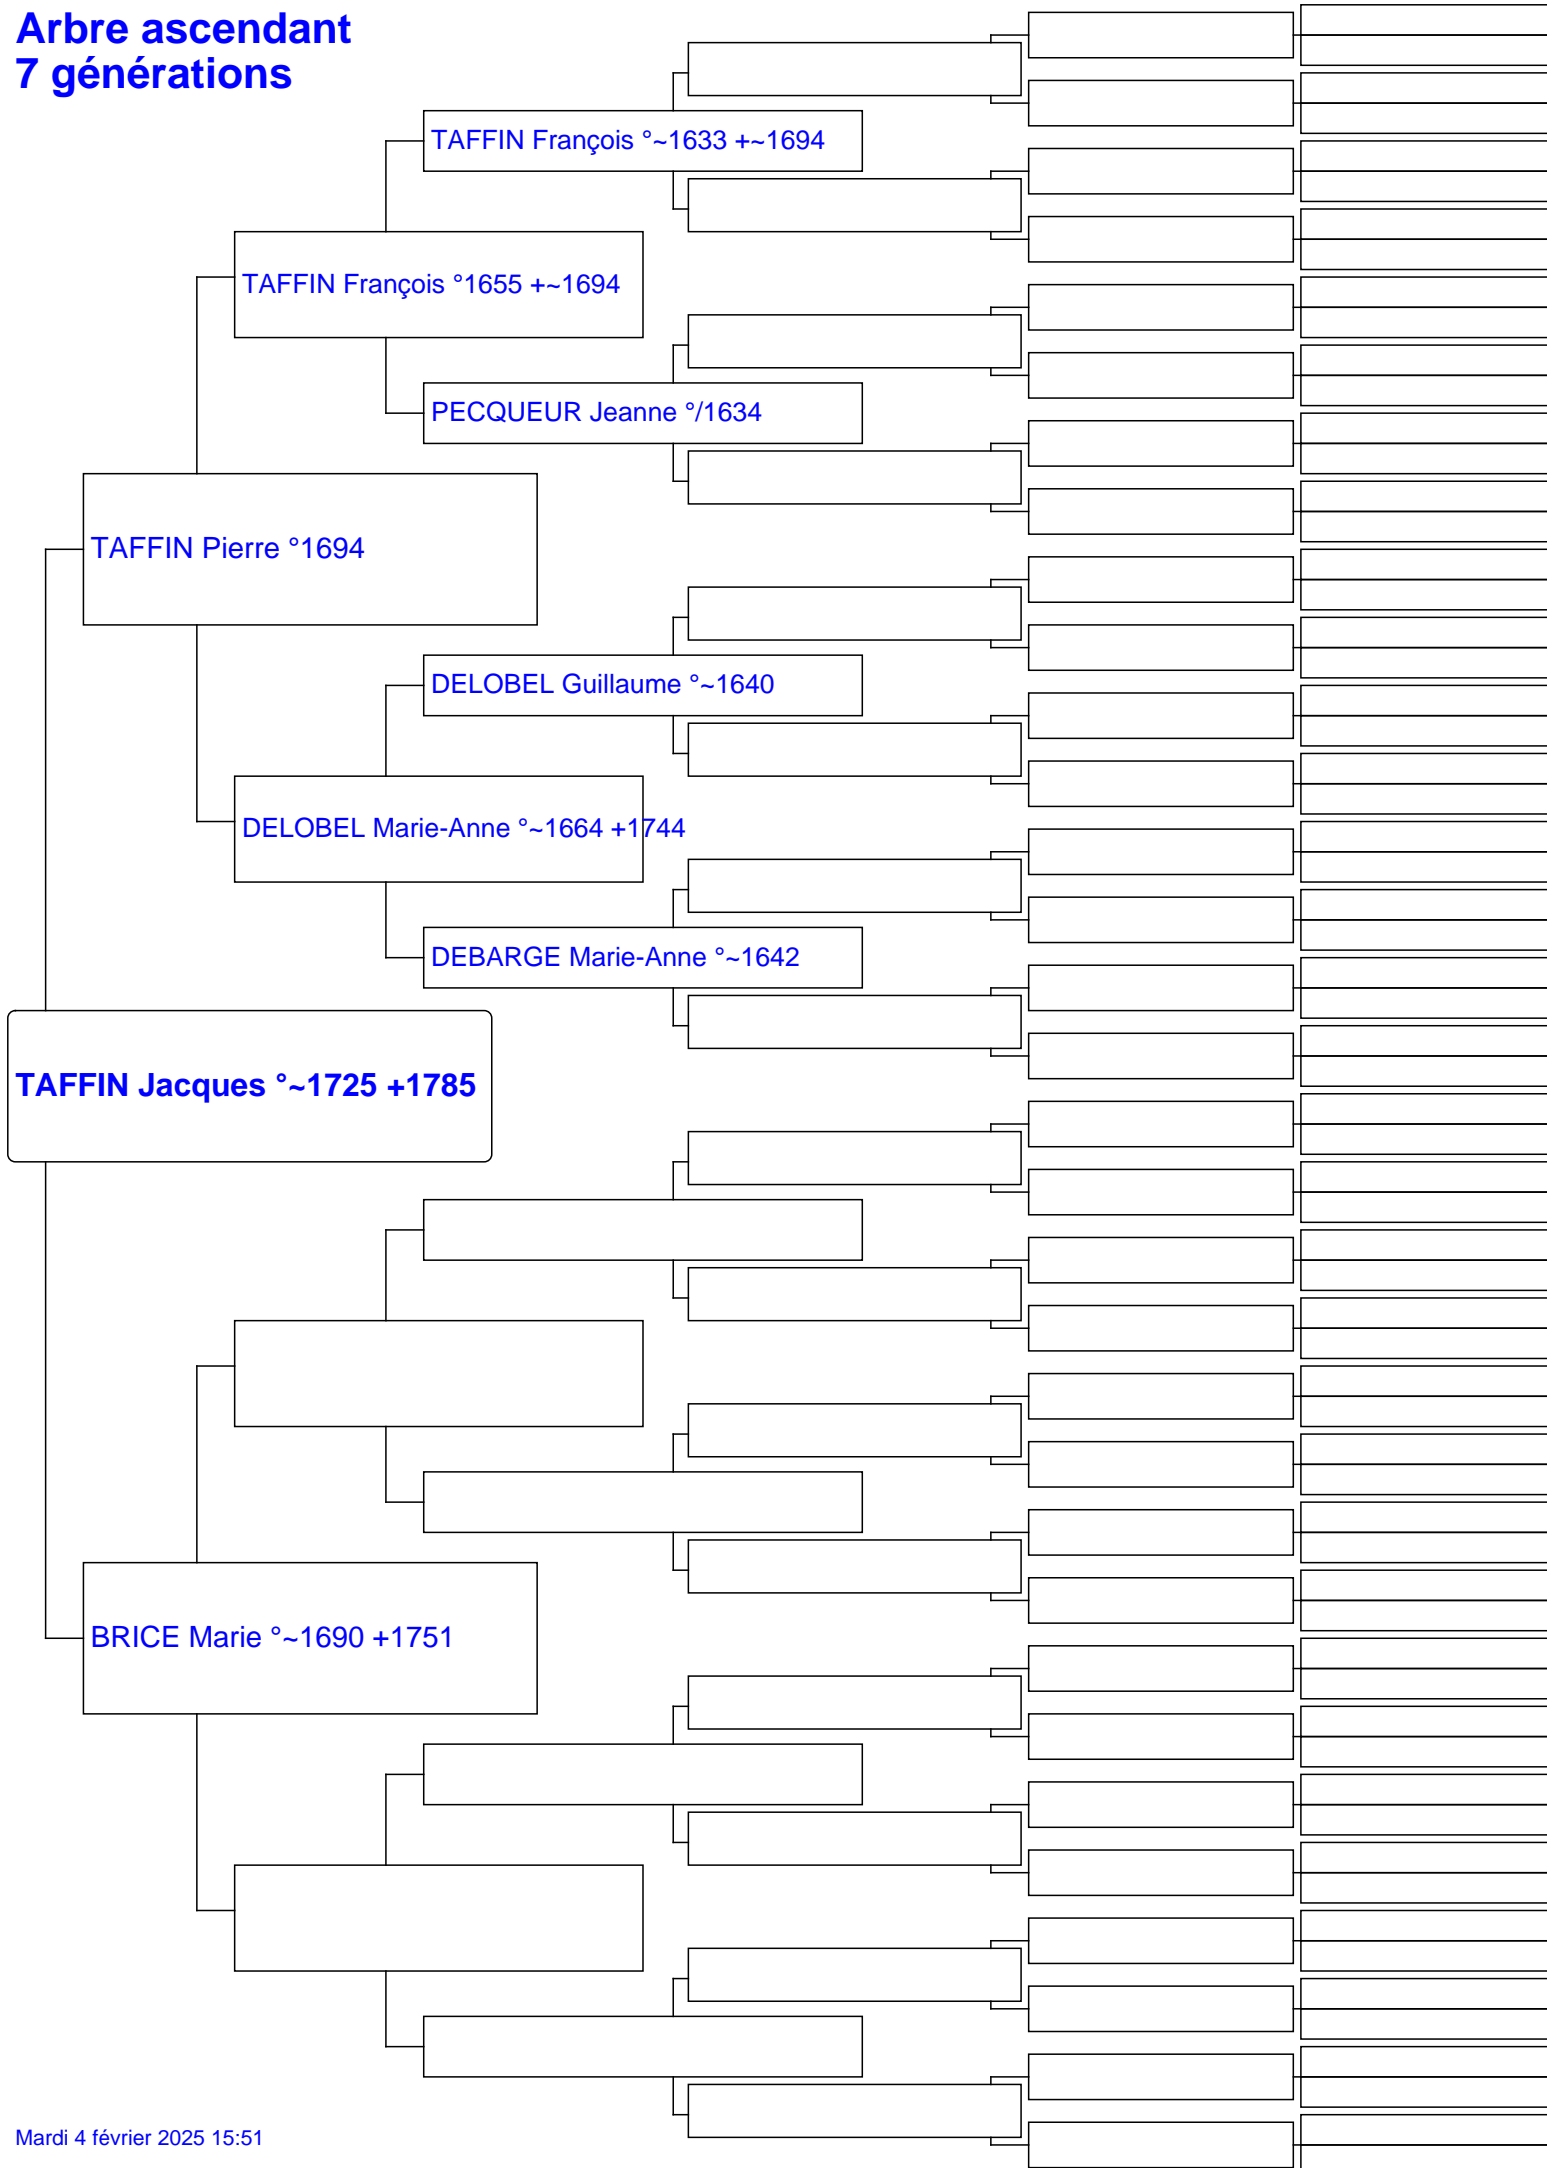 Arbre ascendant
7 générations
TAFFIN François °~1633 +~1694
TAFFIN François °1655 +~1694
PECQUEUR Jeanne °/1634
TAFFIN Pierre °1694
DELOBEL Guillaume °~1640
DELOBEL Marie-Anne °~1664 +1744
DEBARGE Marie-Anne °~1642
TAFFIN Jacques °~1725 +1785
BRICE Marie °~1690 +1751
Mardi 4 février 2025 15:51